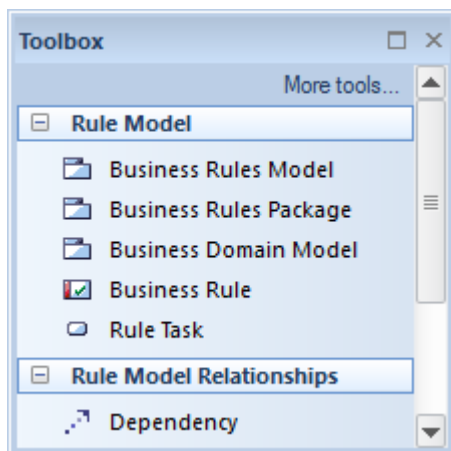 Toolbox
More tools...
Rule Model
Business Rules Model
Business Rules Package
Business Domain Model
Business Rule
Rule Task
Rule Model Relationships
Dependency